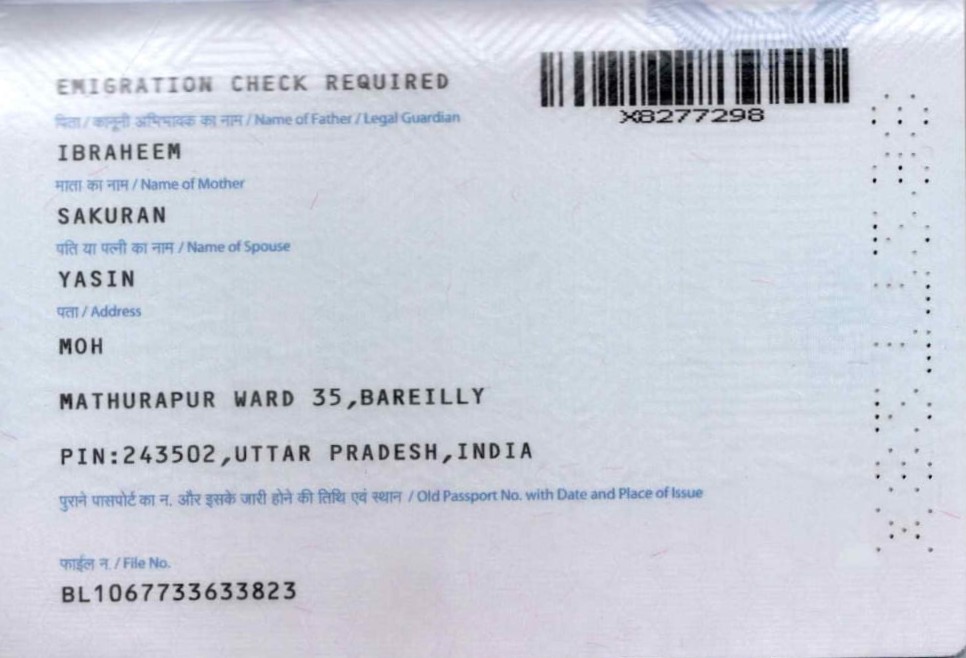 EMIGRATION CHECK REQUIRED
X8277298
पिता / कानूनी अभिभावक का नाम / Name of Father / Legal Guardian
IBRAHEEM
माता का नाम / Name of Mother
SAKURAN
पति या पत्नी का नाम / Name of Spouse
YASIN
पता / Address
MOH
MATHURAPUR WARD 35,BAREILLY
PIN:243502,UTTAR PRADESH,INDIA
पुराने पासपोर्ट का न. और इसके जारी होने की तिथि एवं स्थान / Old Passport No. with Date and Place of Issue
फाईल न. / File No.
BL1067733633823